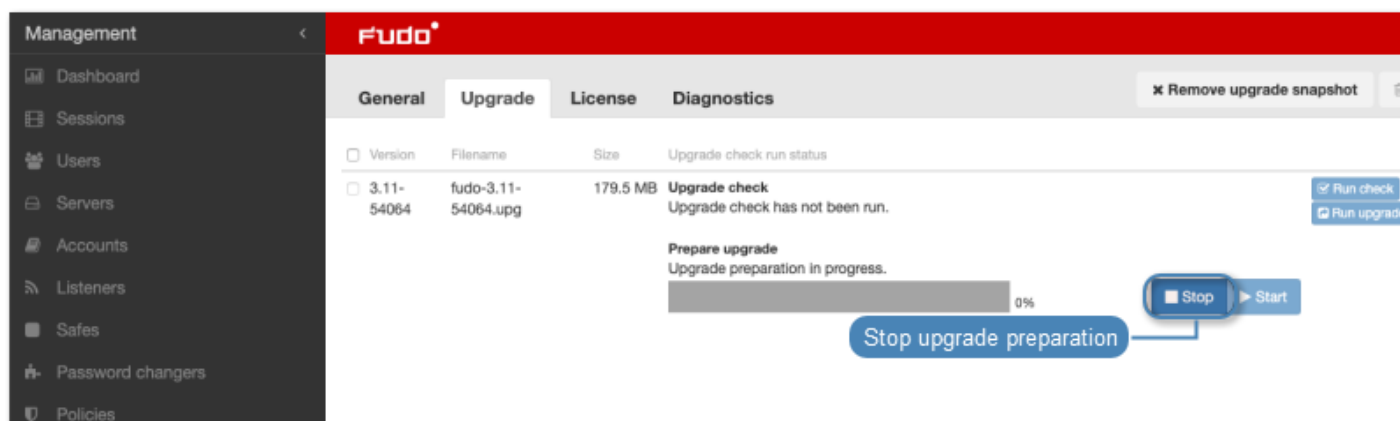 Management
Fudo
Dashboard
Sessions
Users
Servers
Accounts
Listeners
Safes
Password changers
Policies
General Upgrade License Diagnostics
Remove upgrade snapshot
Version Filename Size Upgrade check run status
3.11- fudo-3.11- 179.5 MB Upgrade check
54064 54064.upg Upgrade check has not been run.
Run check
Run upgrade
Prepare upgrade
Upgrade preparation in progress.
0%
Stop Start
Stop upgrade preparation